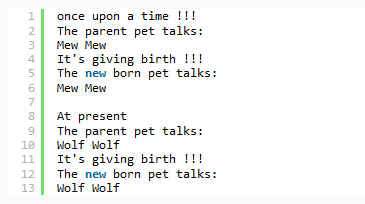 1 once upon a time !!!
2 The parent pet talks:
3 Mew Mew
4 It's giving birth !!!
5 The new born pet talks:
6 Mew Mew
7
8 At present
9 The parent pet talks:
10 Wolf Wolf
11 It's giving birth !!!
12 The new born pet talks:
13 Wolf Wolf